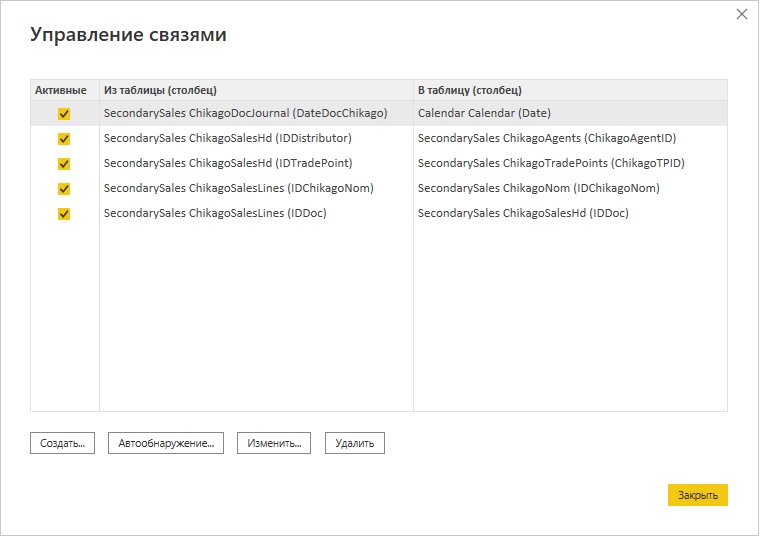 Управление связями
Активные Из таблицы (столбец) В таблицу (столбец)
SecondarySales ChikagoDocJournal (DateDocChikago) Calendar Calendar (Date)
SecondarySales ChikagoSalesHd (IDDistributor) SecondarySales ChikagoAgents (ChikagoAgentID)
SecondarySales ChikagoSalesHd (IDTradePoint) SecondarySales ChikagoTradePoints (ChikagoTPID)
SecondarySales ChikagoSalesLines (IDChikagoNom) SecondarySales ChikagoNom (IDChikagoNom)
SecondarySales ChikagoSalesLines (IDDoc) SecondarySales ChikagoSalesHd (IDDoc)
Создать... Автообнаружение... Изменить... Удалить
Закрыть